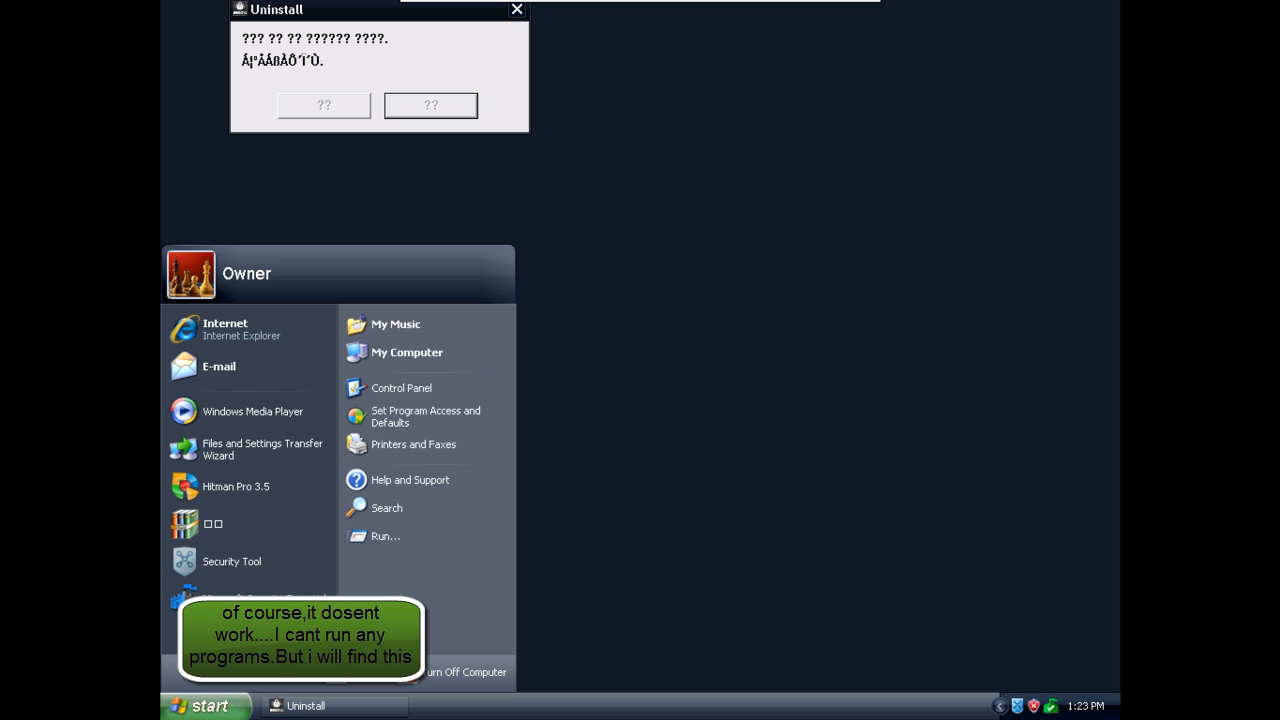 Uninstall
??? ?? ?? ?????? ????.
Á¦°ÅÁßÀÔ´Ï´Ù.
??
??
Owner
Internet
Internet Explorer
E-mail
Windows Media Player
Files and Settings Transfer
Wizard
Hitman Pro 3.5
□□
Security Tool
My Music
My Computer
Control Panel
Set Program Access and
Defaults
Printers and Faxes
Help and Support
Search
Run...
of course,it dosent
work....I cant run any
programs.But i will find this
urn Off Computer
start
Uninstall
1:23 PM